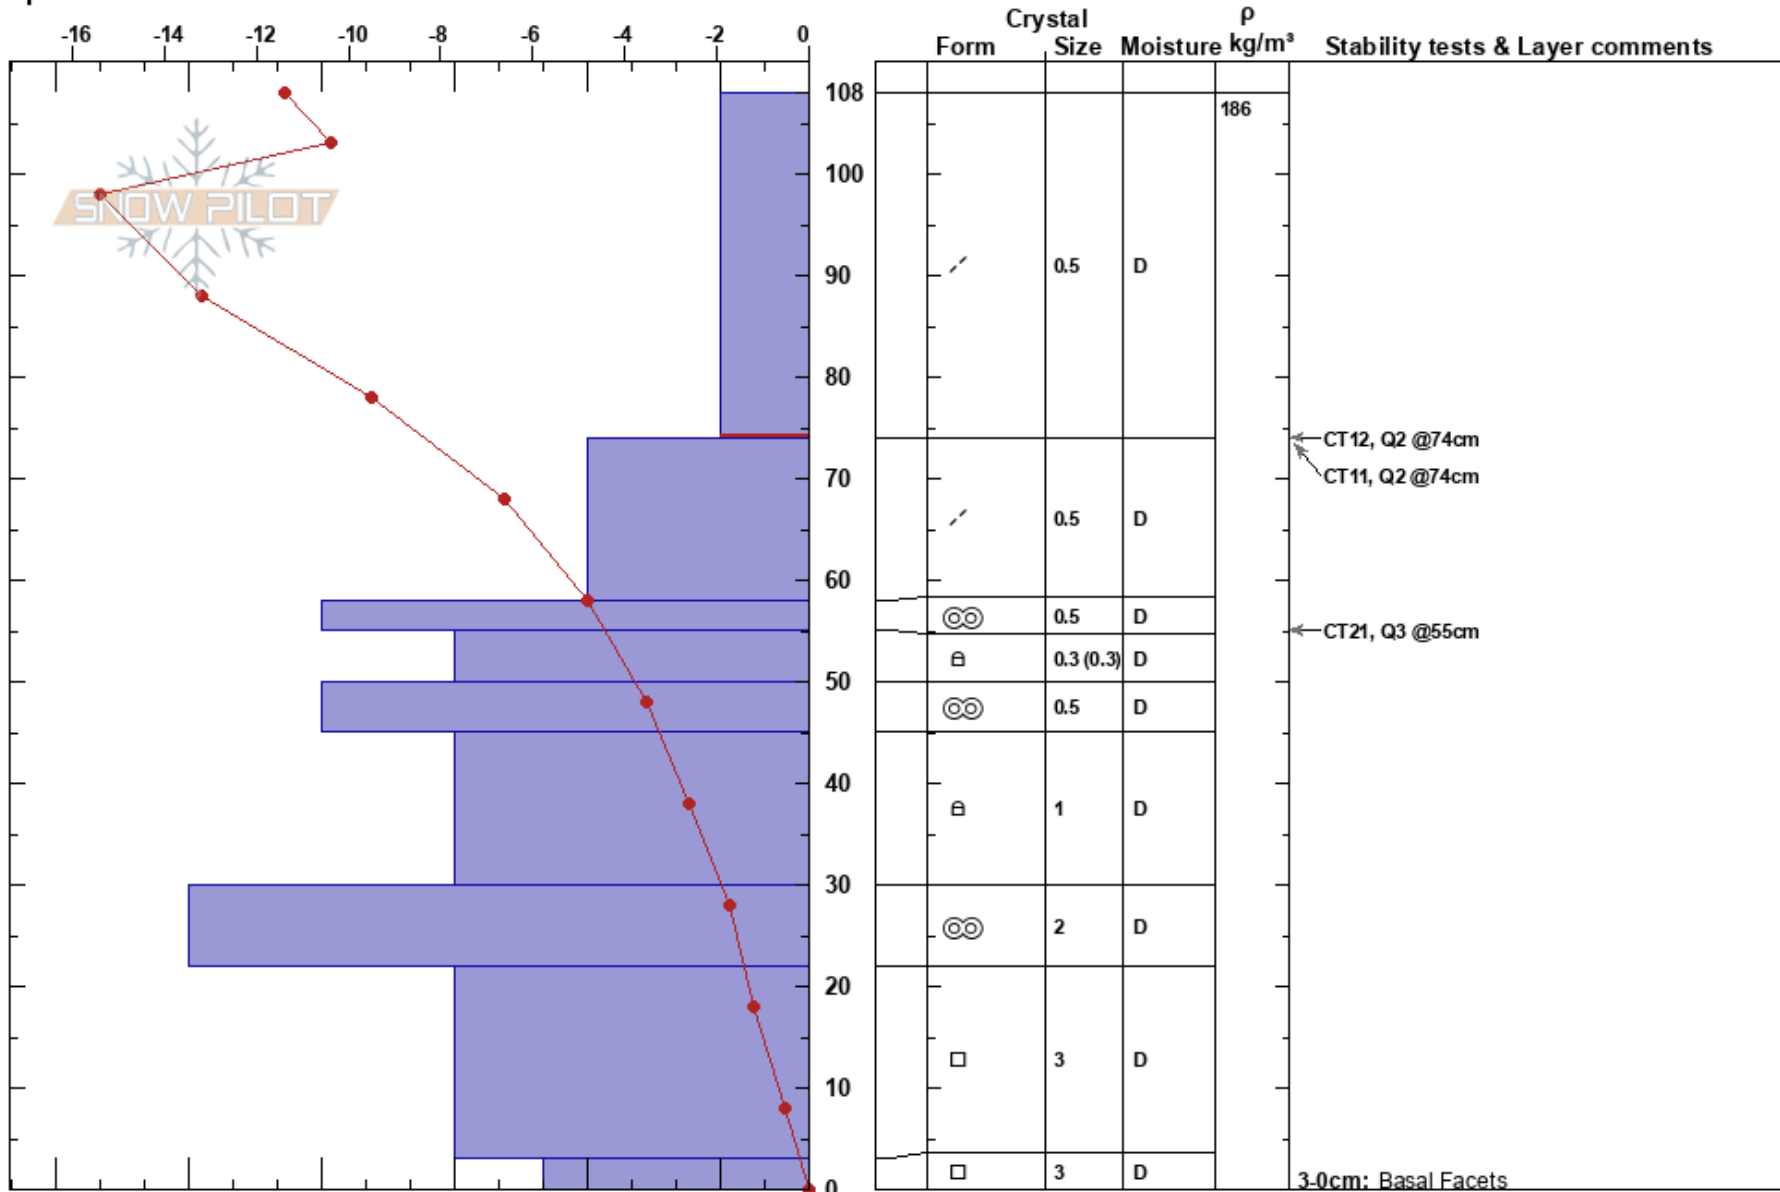 Crystal ρ
-16 -14 -12 -10 -8 -6 -4 -2 0 Form Size Moisture kg/m³ Stability tests & Layer comments
108
186
SNOW PILOT
100
90 0.5 D
80
CT12, Q2 @74cm
70 CT11, Q2 @74cm
0.5 D
60
0.5 D CT21, Q3 @55cm
0.3 (0.3) D
50
0.5 D
40 1 D
30
2 D
20
3 D
10
3 D
0 3-0cm: Basal Facets